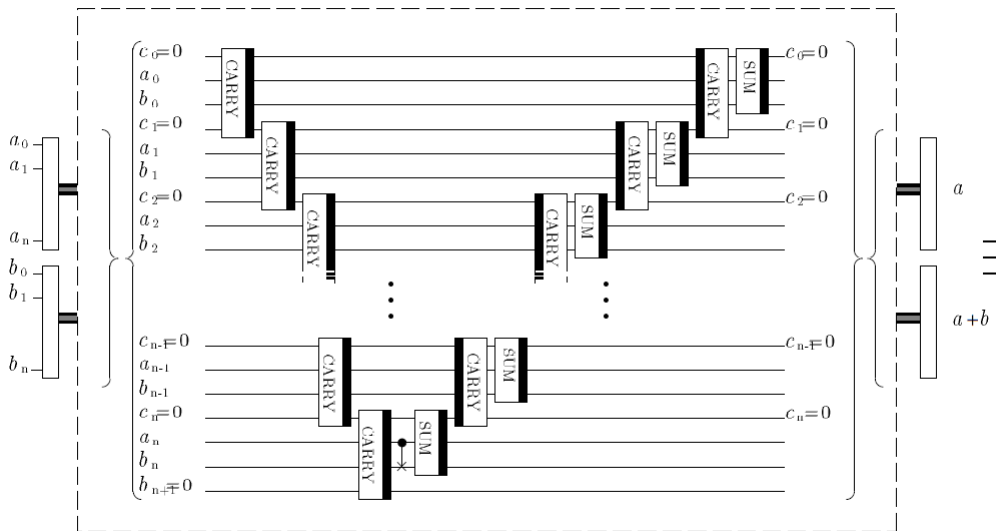 c0=0 CARRY CARRY SUM c0=0
a0
b0
c1=0 CARRY CARRY SUM c1=0
a0
a1
a1
b1
a
c2=0 CARRY CARRY SUM c2=0
a2
an
b2
b0
b1
a+b
cn-1=0 CARRY CARRY SUM cn-1=0
an-1
bn
bn-1
cn=0 CARRY SUM cn=0
an
bn
bn+1=0